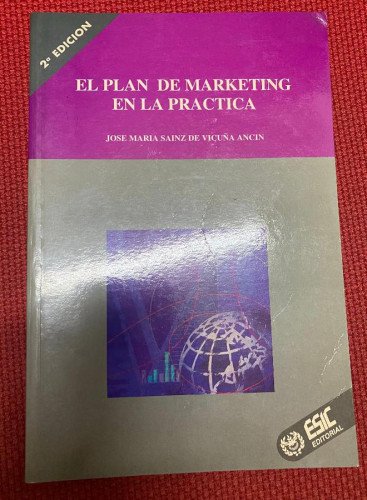 2ª EDICION
EL PLAN DE MARKETING
EN LA PRACTICA
JOSE MARIA SAINZ DE VICUÑA ANCIN
ESIC
EDITORIAL